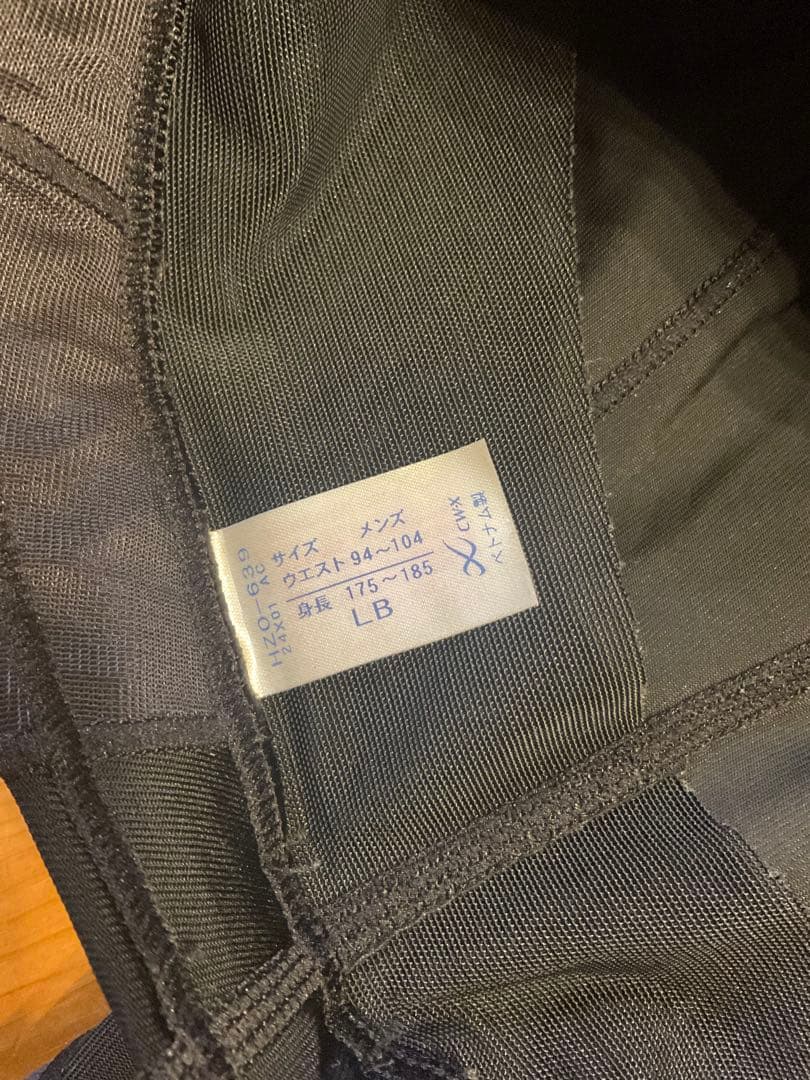 HZO-639
24X01 AC
サイズ メンズ
ウエスト 94～104
身長 175～185
LB
CW-X
ベトナム製